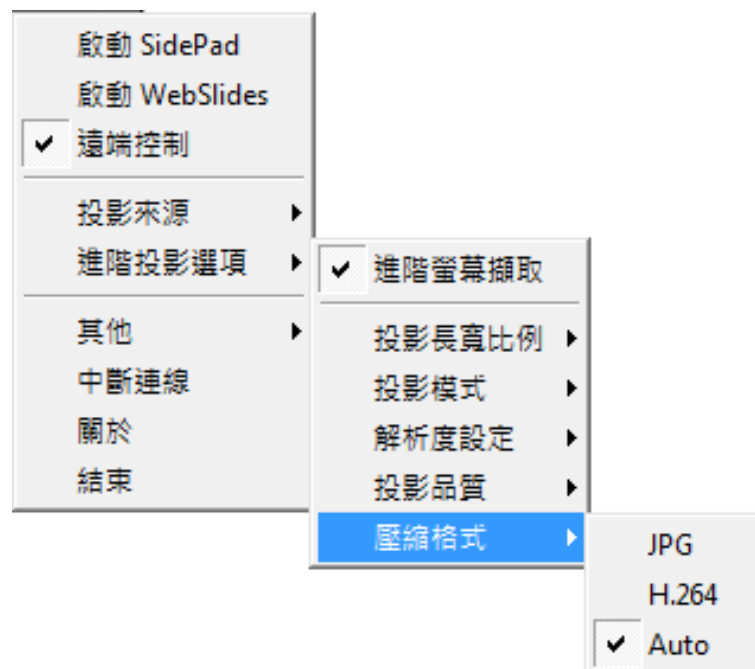 啟動 SidePad
啟動 WebSlides
遠端控制
投影來源
進階投影選項
其他
中斷連線
關於
結束
進階螢幕擷取
投影長寬比例
投影模式
解析度設定
投影品質
壓縮格式
JPG
H.264
Auto